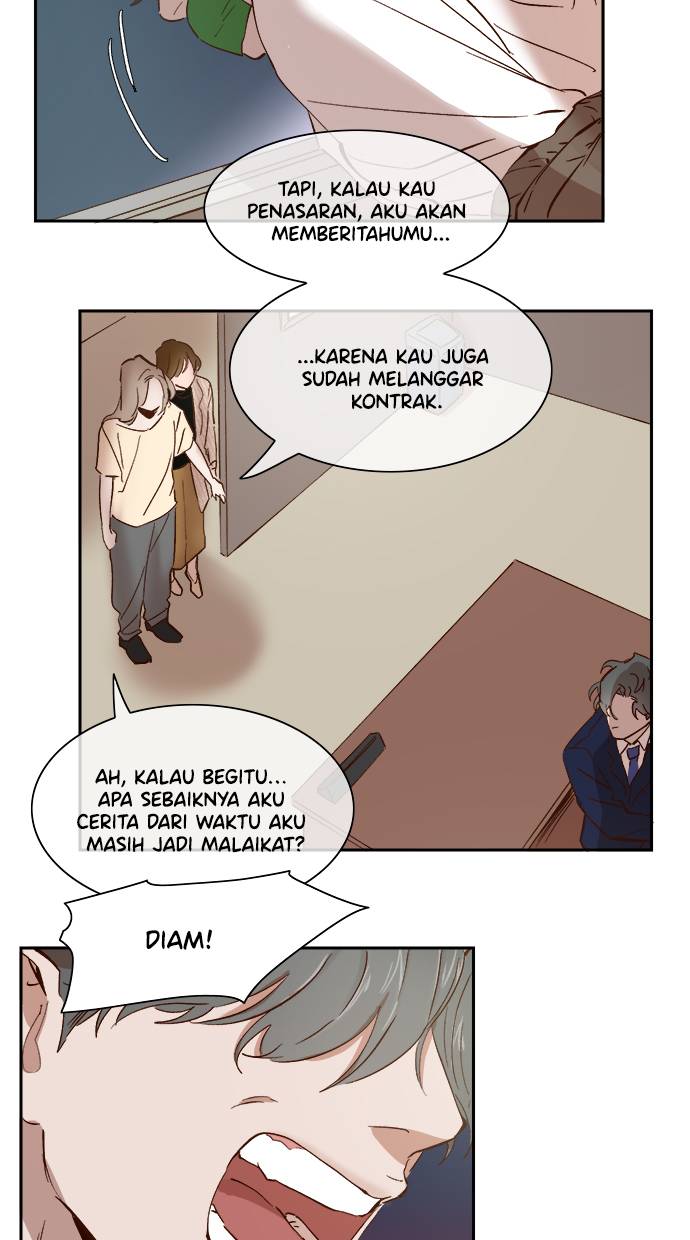 TAPI, KALAU KAU
PENASARAN, AKU AKAN
MEMBERITAHUMU...
...KARENA KAU JUGA
SUDAH MELANGGAR
KONTRAK.
AH, KALAU BEGITU...
APA SEBAIKNYA AKU
CERITA DARI WAKTU AKU
MASIH JADI MALAIKAT?
DIAM!